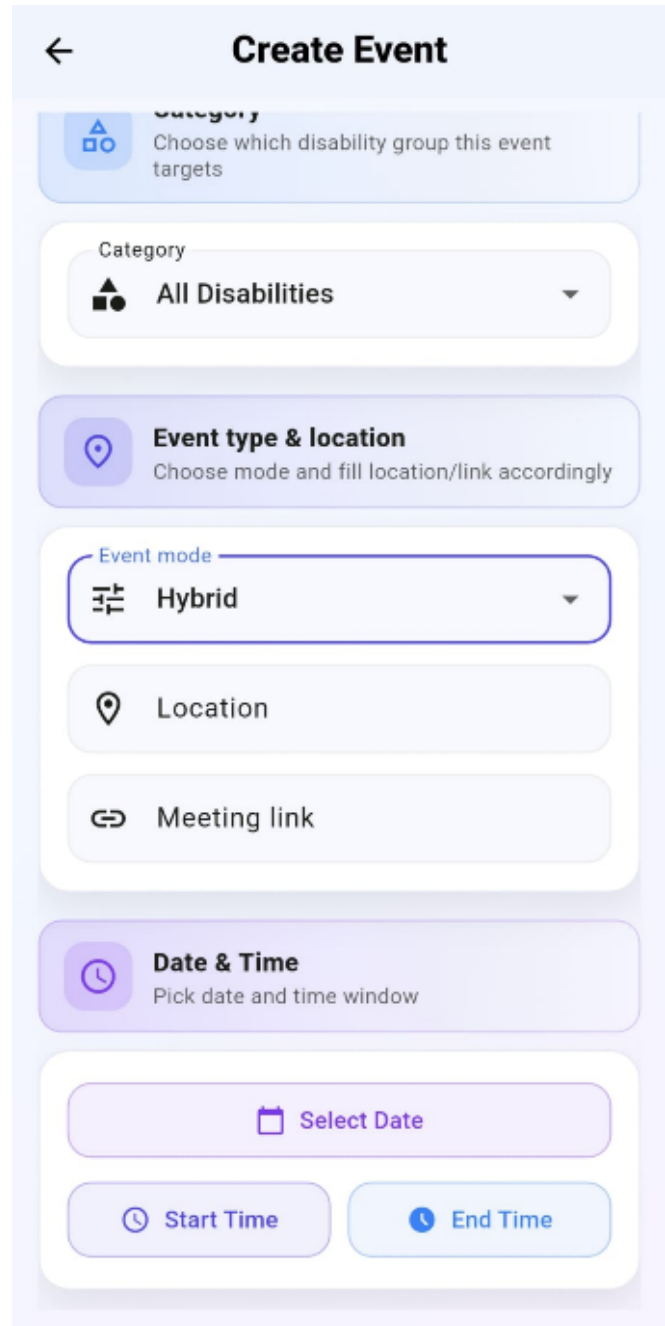 Create Event
Category
Choose which disability group this event
targets
Category
All Disabilities
Event type & location
Choose mode and fill location/link accordingly
Event mode
Hybrid
Location
Meeting link
Date & Time
Pick date and time window
Select Date
Start Time
End Time